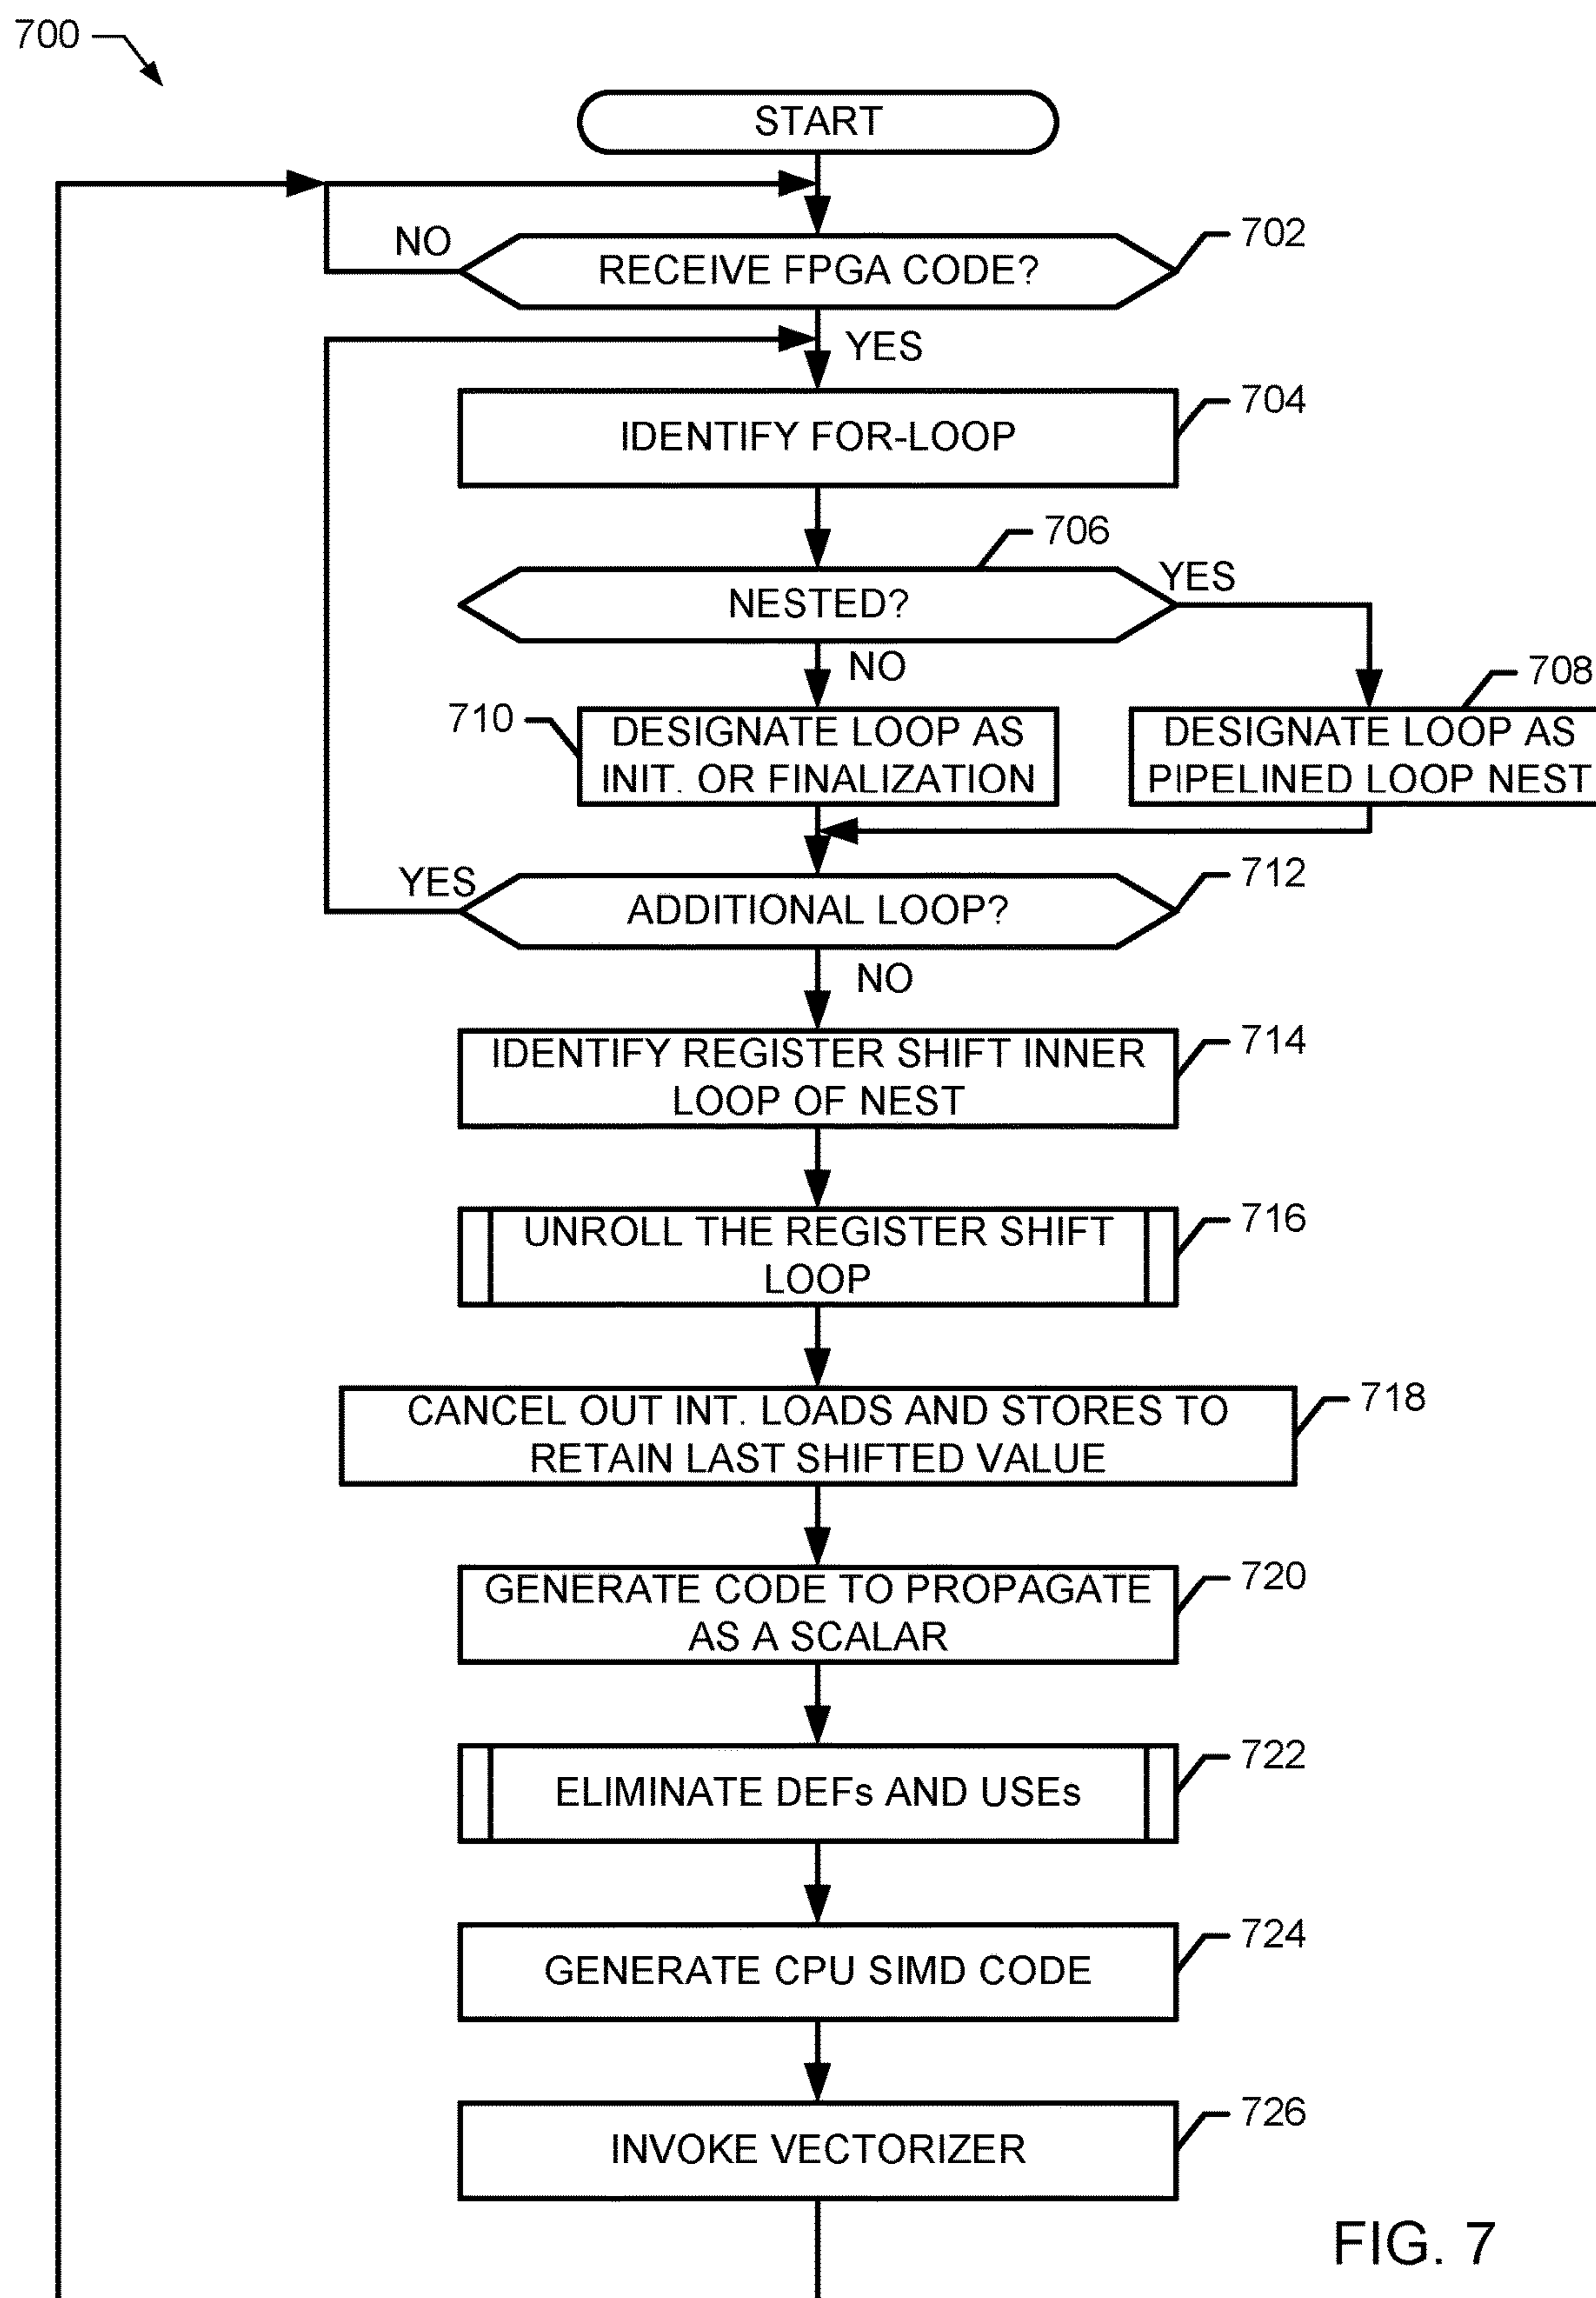 700
START
NO
702
RECEIVE FPGA CODE?
YES
704
IDENTIFY FOR-LOOP
706
YES
NESTED?
NO
708
710
DESIGNATE LOOP AS
INIT. OR FINALIZATION
DESIGNATE LOOP AS
PIPELINED LOOP NEST
YES
712
ADDITIONAL LOOP?
NO
714
IDENTIFY REGISTER SHIFT INNER
LOOP OF NEST
716
UNROLL THE REGISTER SHIFT
LOOP
718
CANCEL OUT INT. LOADS AND STORES TO
RETAIN LAST SHIFTED VALUE
720
GENERATE CODE TO PROPAGATE
AS A SCALAR
722
ELIMINATE DEFs AND USEs
724
GENERATE CPU SIMD CODE
726
INVOKE VECTORIZER
FIG. 7